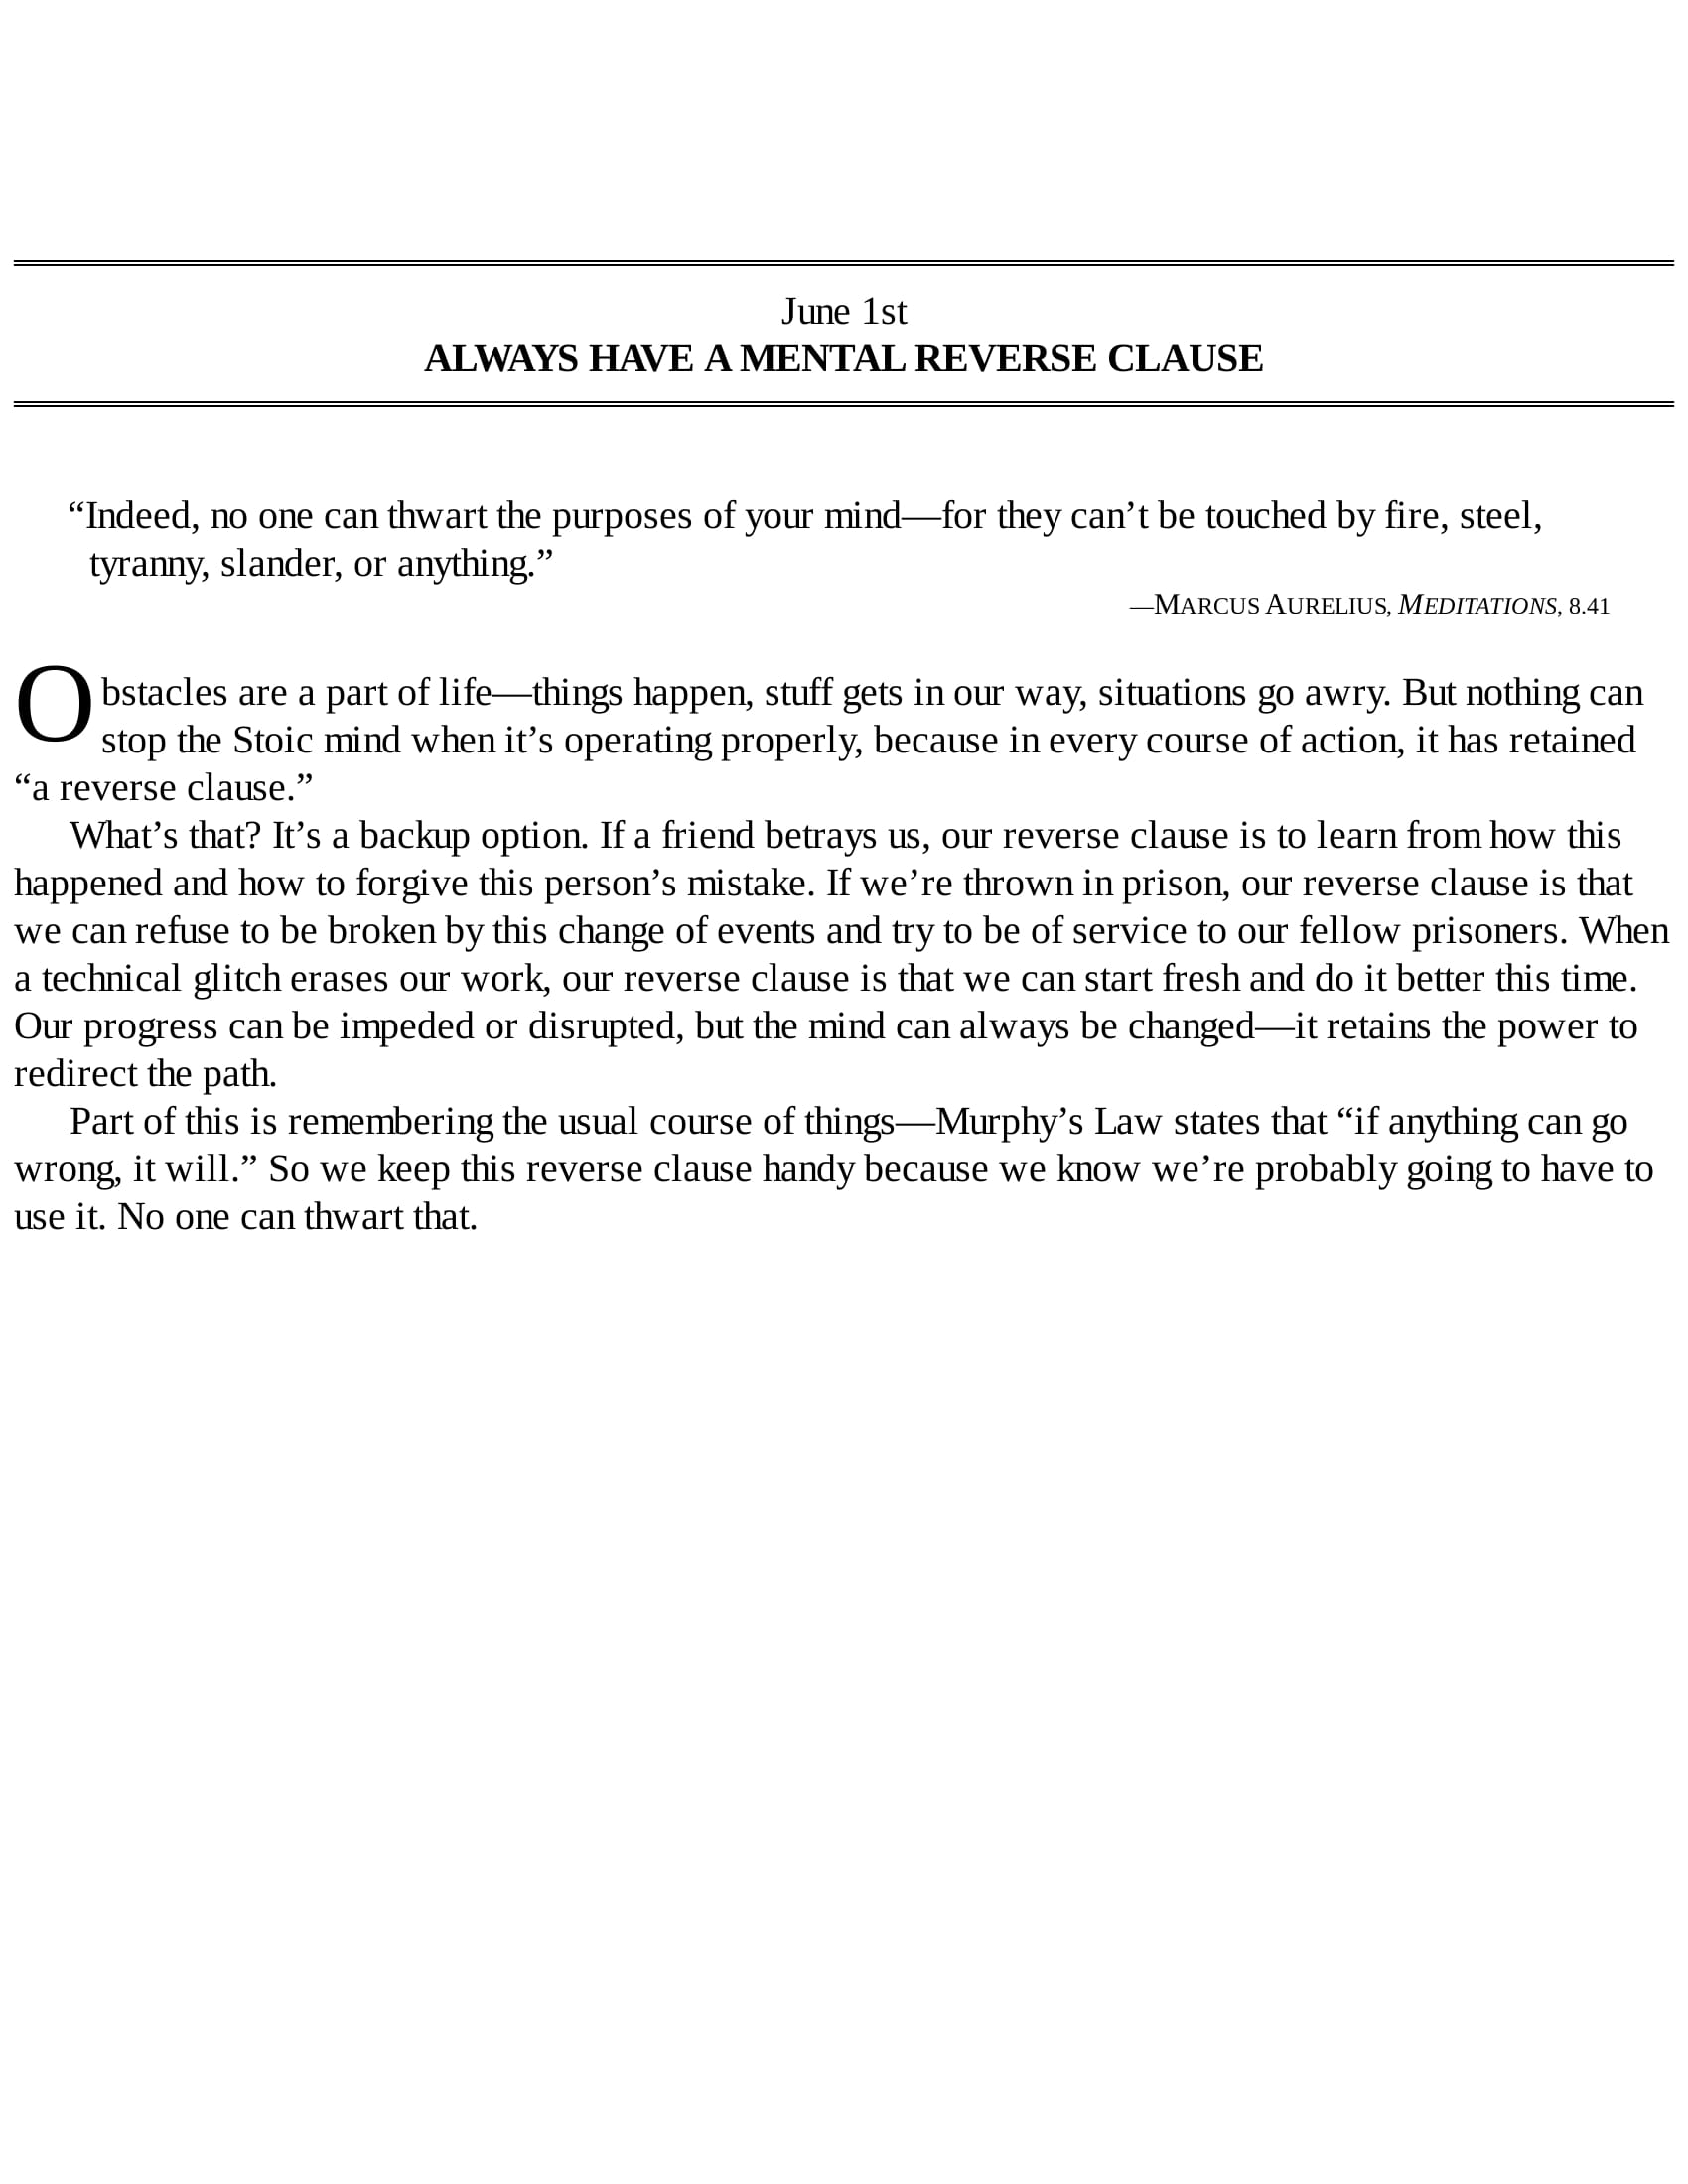 June 1st
ALWAYS HAVE A MENTAL REVERSE CLAUSE
“Indeed, no one can thwart the purposes of your mind—for they can’t be touched by fire, steel,
tyranny, slander, or anything.”
—MARCUS AURELIUS, MEDITATIONS, 8.41
Obstacles are a part of life—things happen, stuff gets in our way, situations go awry. But nothing can
stop the Stoic mind when it’s operating properly, because in every course of action, it has retained
“a reverse clause.”
What’s that? It’s a backup option. If a friend betrays us, our reverse clause is to learn from how this
happened and how to forgive this person’s mistake. If we’re thrown in prison, our reverse clause is that
we can refuse to be broken by this change of events and try to be of service to our fellow prisoners. When
a technical glitch erases our work, our reverse clause is that we can start fresh and do it better this time.
Our progress can be impeded or disrupted, but the mind can always be changed—it retains the power to
redirect the path.
Part of this is remembering the usual course of things—Murphy’s Law states that “if anything can go
wrong, it will.” So we keep this reverse clause handy because we know we’re probably going to have to
use it. No one can thwart that.